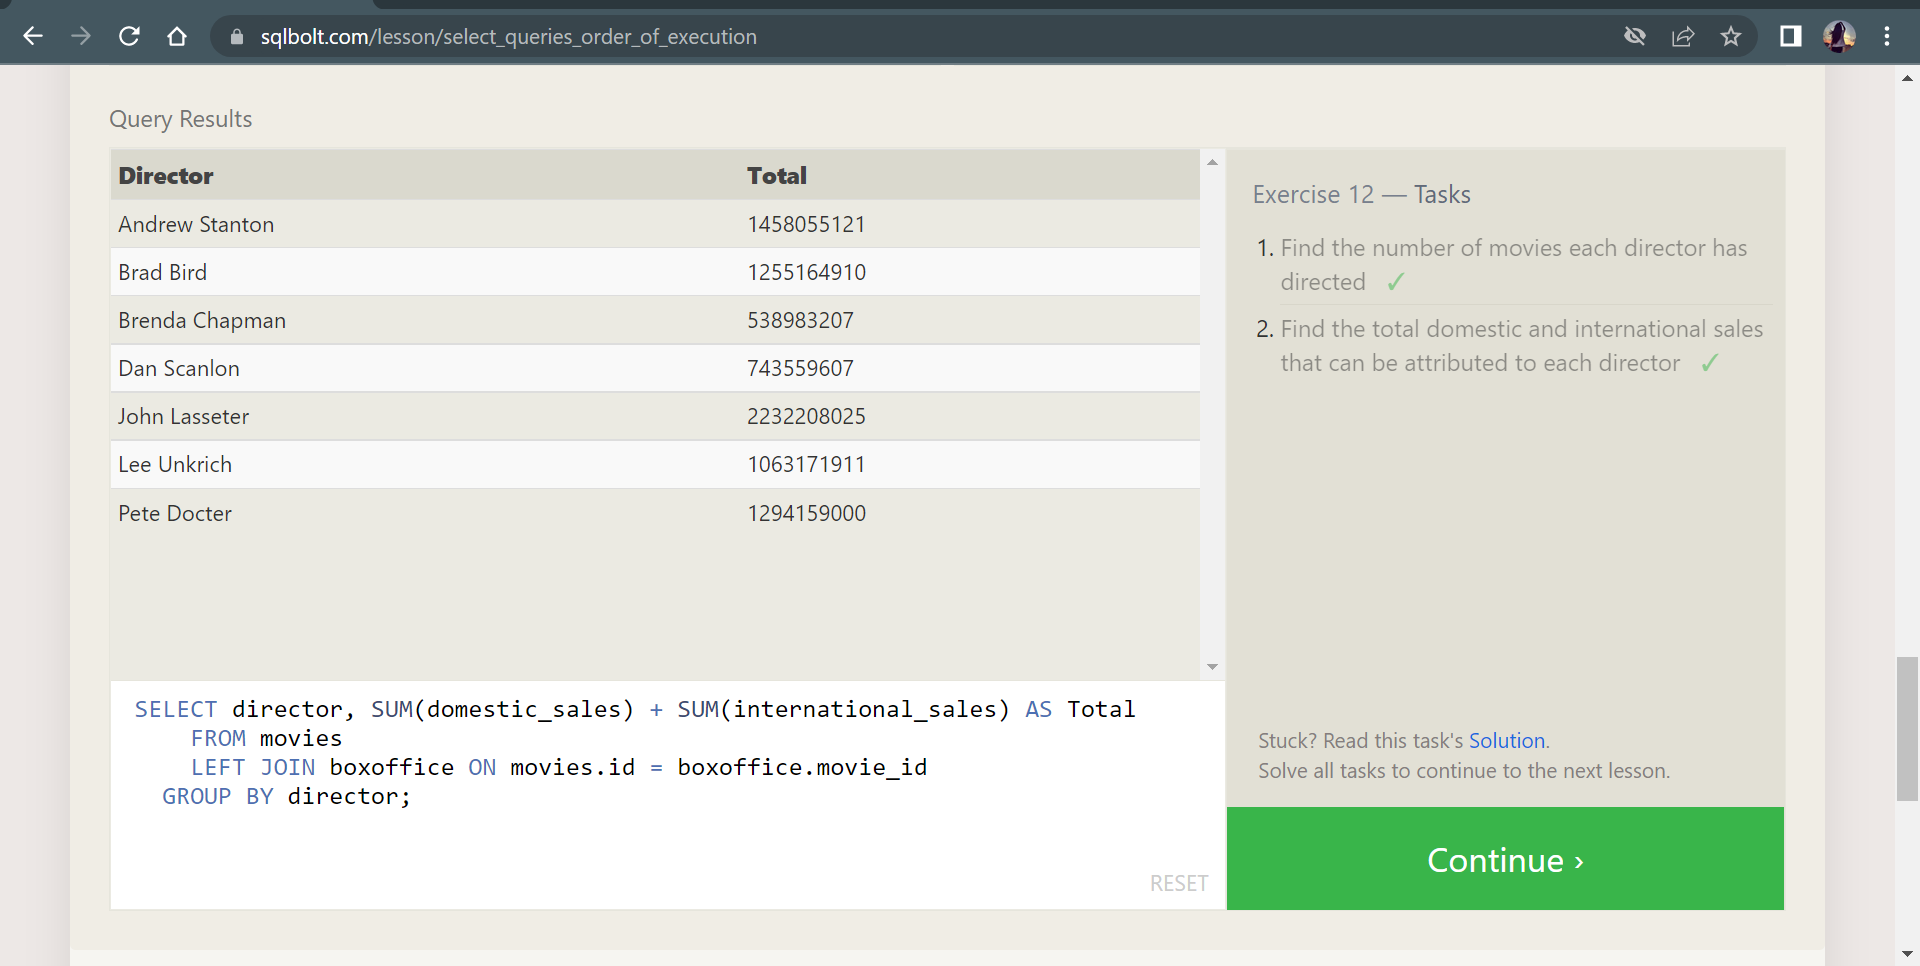 sqlbolt.com/lesson/select_queries_order_of_execution
Query Results
Director Total
Andrew Stanton 1458055121
Brad Bird 1255164910
Brenda Chapman 538983207
Dan Scanlon 743559607
John Lasseter 2232208025
Lee Unkrich 1063171911
Pete Docter 1294159000
SELECT director, SUM(domestic_sales) + SUM(international_sales) AS Total
FROM movies
LEFT JOIN boxoffice ON movies.id = boxoffice.movie_id
GROUP BY director;
RESET
Exercise 12 — Tasks
1. Find the number of movies each director has
directed ✓
2. Find the total domestic and international sales
that can be attributed to each director ✓
Stuck? Read this task's Solution.
Solve all tasks to continue to the next lesson.
Continue ›